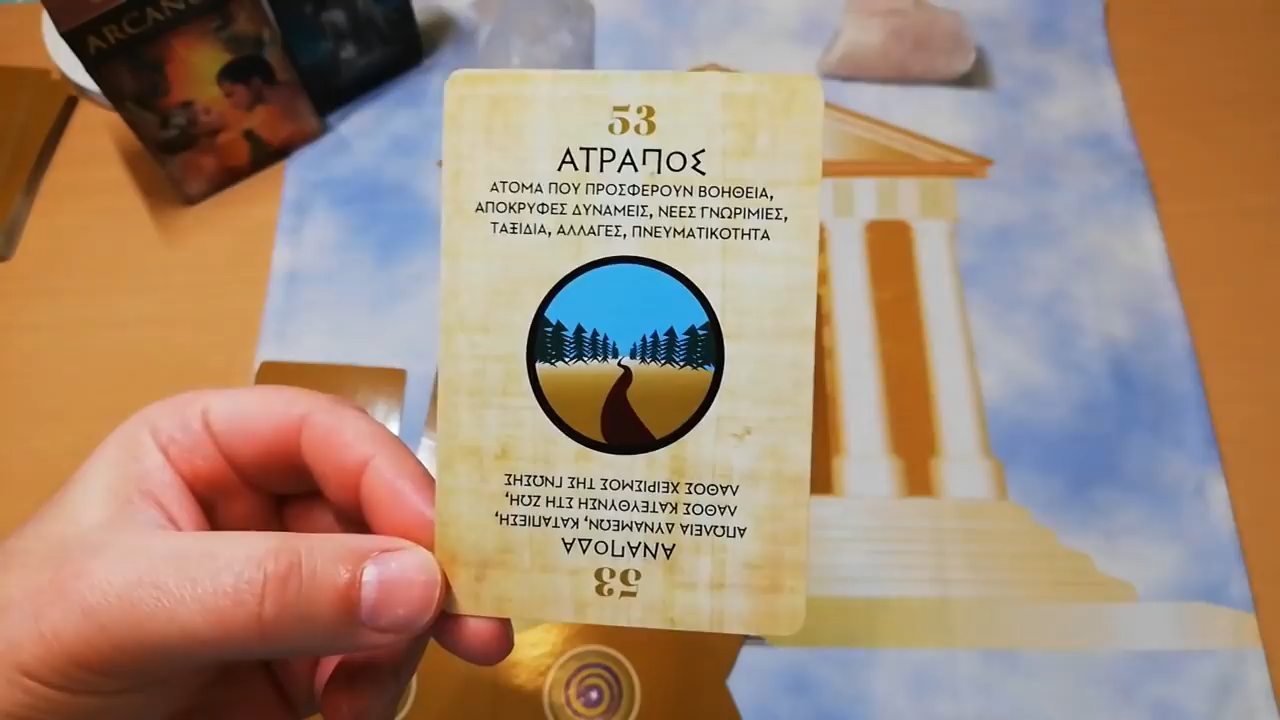 ARCAN
53
ΑΤΡΑΠΟΣ
ΑΤΟΜΑ ΠΟΥ ΠΡΟΣΦΕΡΟΥΝ ΒΟΗΘΕΙΑ,
ΑΠΟΚΡΥΦΕΣ ΔΥΝΑΜΕΙΣ, ΝΕΕΣ ΓΝΩΡΙΜΙΕΣ,
ΤΑΞΙΔΙΑ, ΑΛΛΑΓΕΣ, ΠΝΕΥΜΑΤΙΚΟΤΗΤΑ
53
ΑΝΑΠΟΔΑ
ΑΠΩΛΕΙΑ ΔΥΝΑΜΕΩΝ, ΚΑΤΑΠΙΕΣΗ,
ΛΑΘΟΣ ΚΑΤΕΥΘΥΝΣΗ ΣΤΗ ΖΩΗ,
ΛΑΘΟΣ ΧΕΙΡΙΣΜΟΣ ΤΗΣ ΓΝΩΣΗΣ